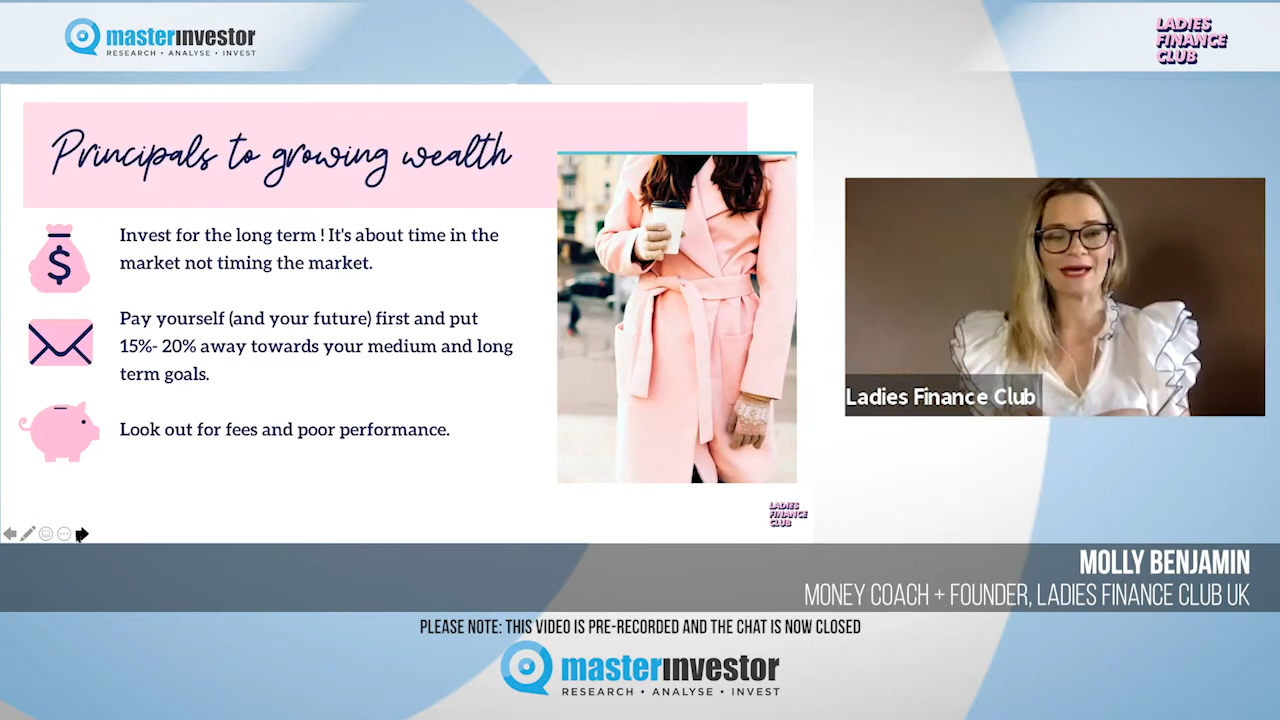 masterinvestor
RESEARCH • ANALYSE • INVEST
LADIES
FINANCE
CLUB
Principals to growing wealth
$
Invest for the long term ! It's about time in the
market not timing the market.
Pay yourself (and your future) first and put
15%- 20% away towards your medium and long
term goals.
Look out for fees and poor performance.
LADIES
FINANCE
CLUB
Ladies Finance Club
MOLLY BENJAMIN
MONEY COACH + FOUNDER, LADIES FINANCE CLUB UK
PLEASE NOTE: THIS VIDEO IS PRE-RECORDED AND THE CHAT IS NOW CLOSED
masterinvestor
RESEARCH • ANALYSE • INVEST